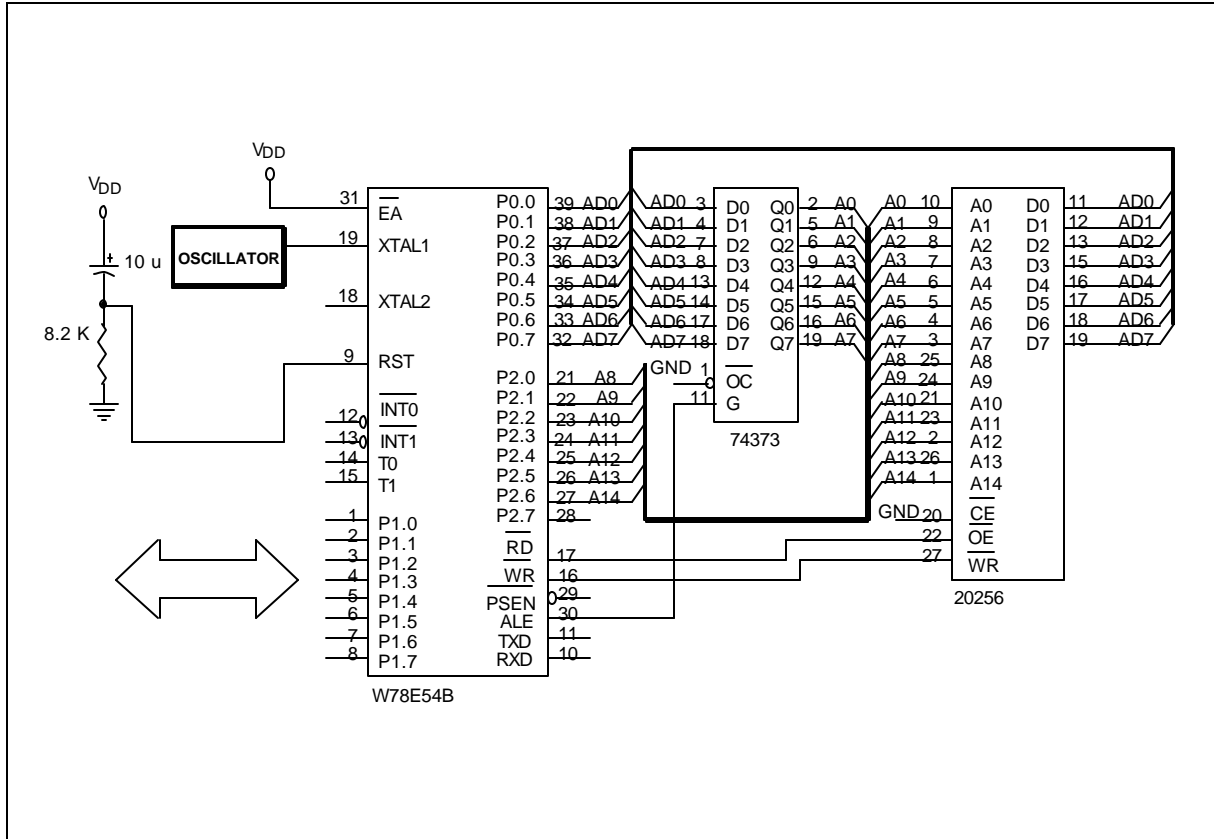 VDD
10 u
8.2 K
VDD
OSCILLATOR
31 EA
19 XTAL1
18 XTAL2
9 RST
12 INT0
13 INT1
14 T0
15 T1
1 P1.0
2 P1.1
3 P1.2
4 P1.3
5 P1.4
6 P1.5
7 P1.6
8 P1.7
P0.0 39 AD0
P0.1 38 AD1
P0.2 37 AD2
P0.3 36 AD3
P0.4 35 AD4
P0.5 34 AD5
P0.6 33 AD6
P0.7 32 AD7
P2.0 21 A8
P2.1 22 A9
P2.2 23 A10
P2.3 24 A11
P2.4 25 A12
P2.5 26 A13
P2.6 27 A14
P2.7 28
RD 17
WR 16
PSEN 29
ALE 30
TXD 11
RXD 10
W78E54B
AD0 3 D0 Q0 2 A0
AD1 4 D1 Q1 5 A1
AD2 7 D2 Q2 6 A2
AD3 8 D3 Q3 9 A3
AD4 13 D4 Q4 12 A4
AD5 14 D5 Q5 15 A5
AD6 17 D6 Q6 16 A6
AD7 18 D7 Q7 19 A7
GND 1 OC
11 G
74373
A0 10 A0 D0 11 AD0
A1 9 A1 D1 12 AD1
A2 8 A2 D2 13 AD2
A3 7 A3 D3 15 AD3
A4 6 A4 D4 16 AD4
A5 5 A5 D5 17 AD5
A6 4 A6 D6 18 AD6
A7 3 A7 D7 19 AD7
A8 25 A8
A9 24 A9
A10 21 A10
A11 23 A11
A12 2 A12
A13 26 A13
A14 1 A14
GND 20 CE
22 OE
27 WR
20256